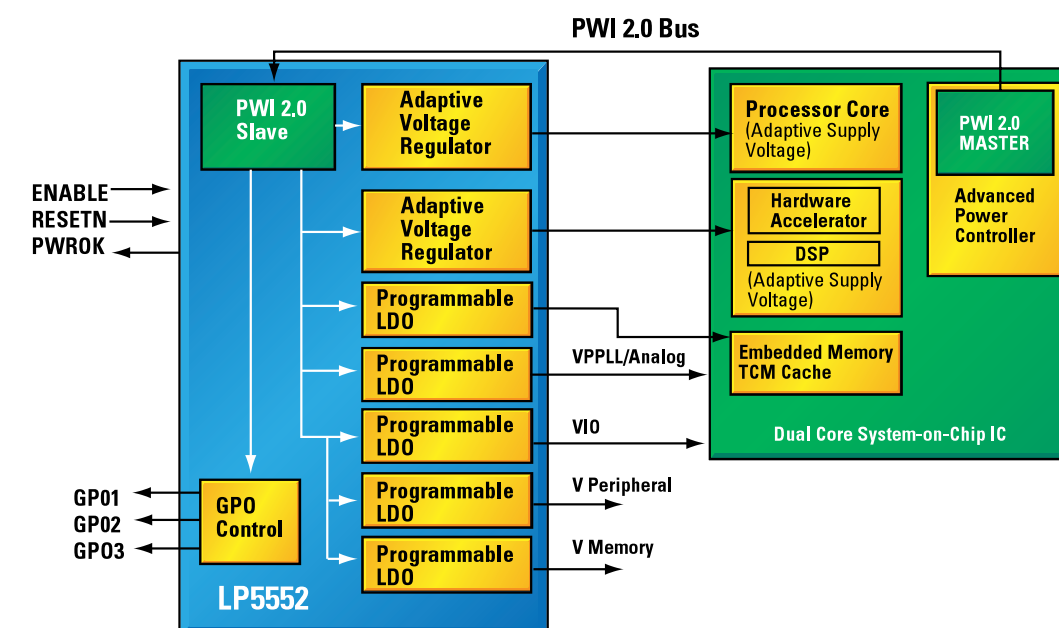 PWI 2.0 Bus
PWI 2.0
Slave
Adaptive
Voltage
Regulator
Processor Core
(Adaptive Supply
Voltage)
PWI 2.0
MASTER
ENABLE
RESETN
PWROK
Adaptive
Voltage
Regulator
Hardware
Accelerator
DSP
(Adaptive Supply
Voltage)
Advanced
Power
Controller
Programmable
LDO
Programmable
LDO
VPPLL/Analog
Embedded Memory
TCM Cache
Programmable
LDO
VIO
Dual Core System-on-Chip IC
GPO1
GPO2
GPO3
GPO
Control
Programmable
LDO
V Peripheral
Programmable
LDO
V Memory
LP5552